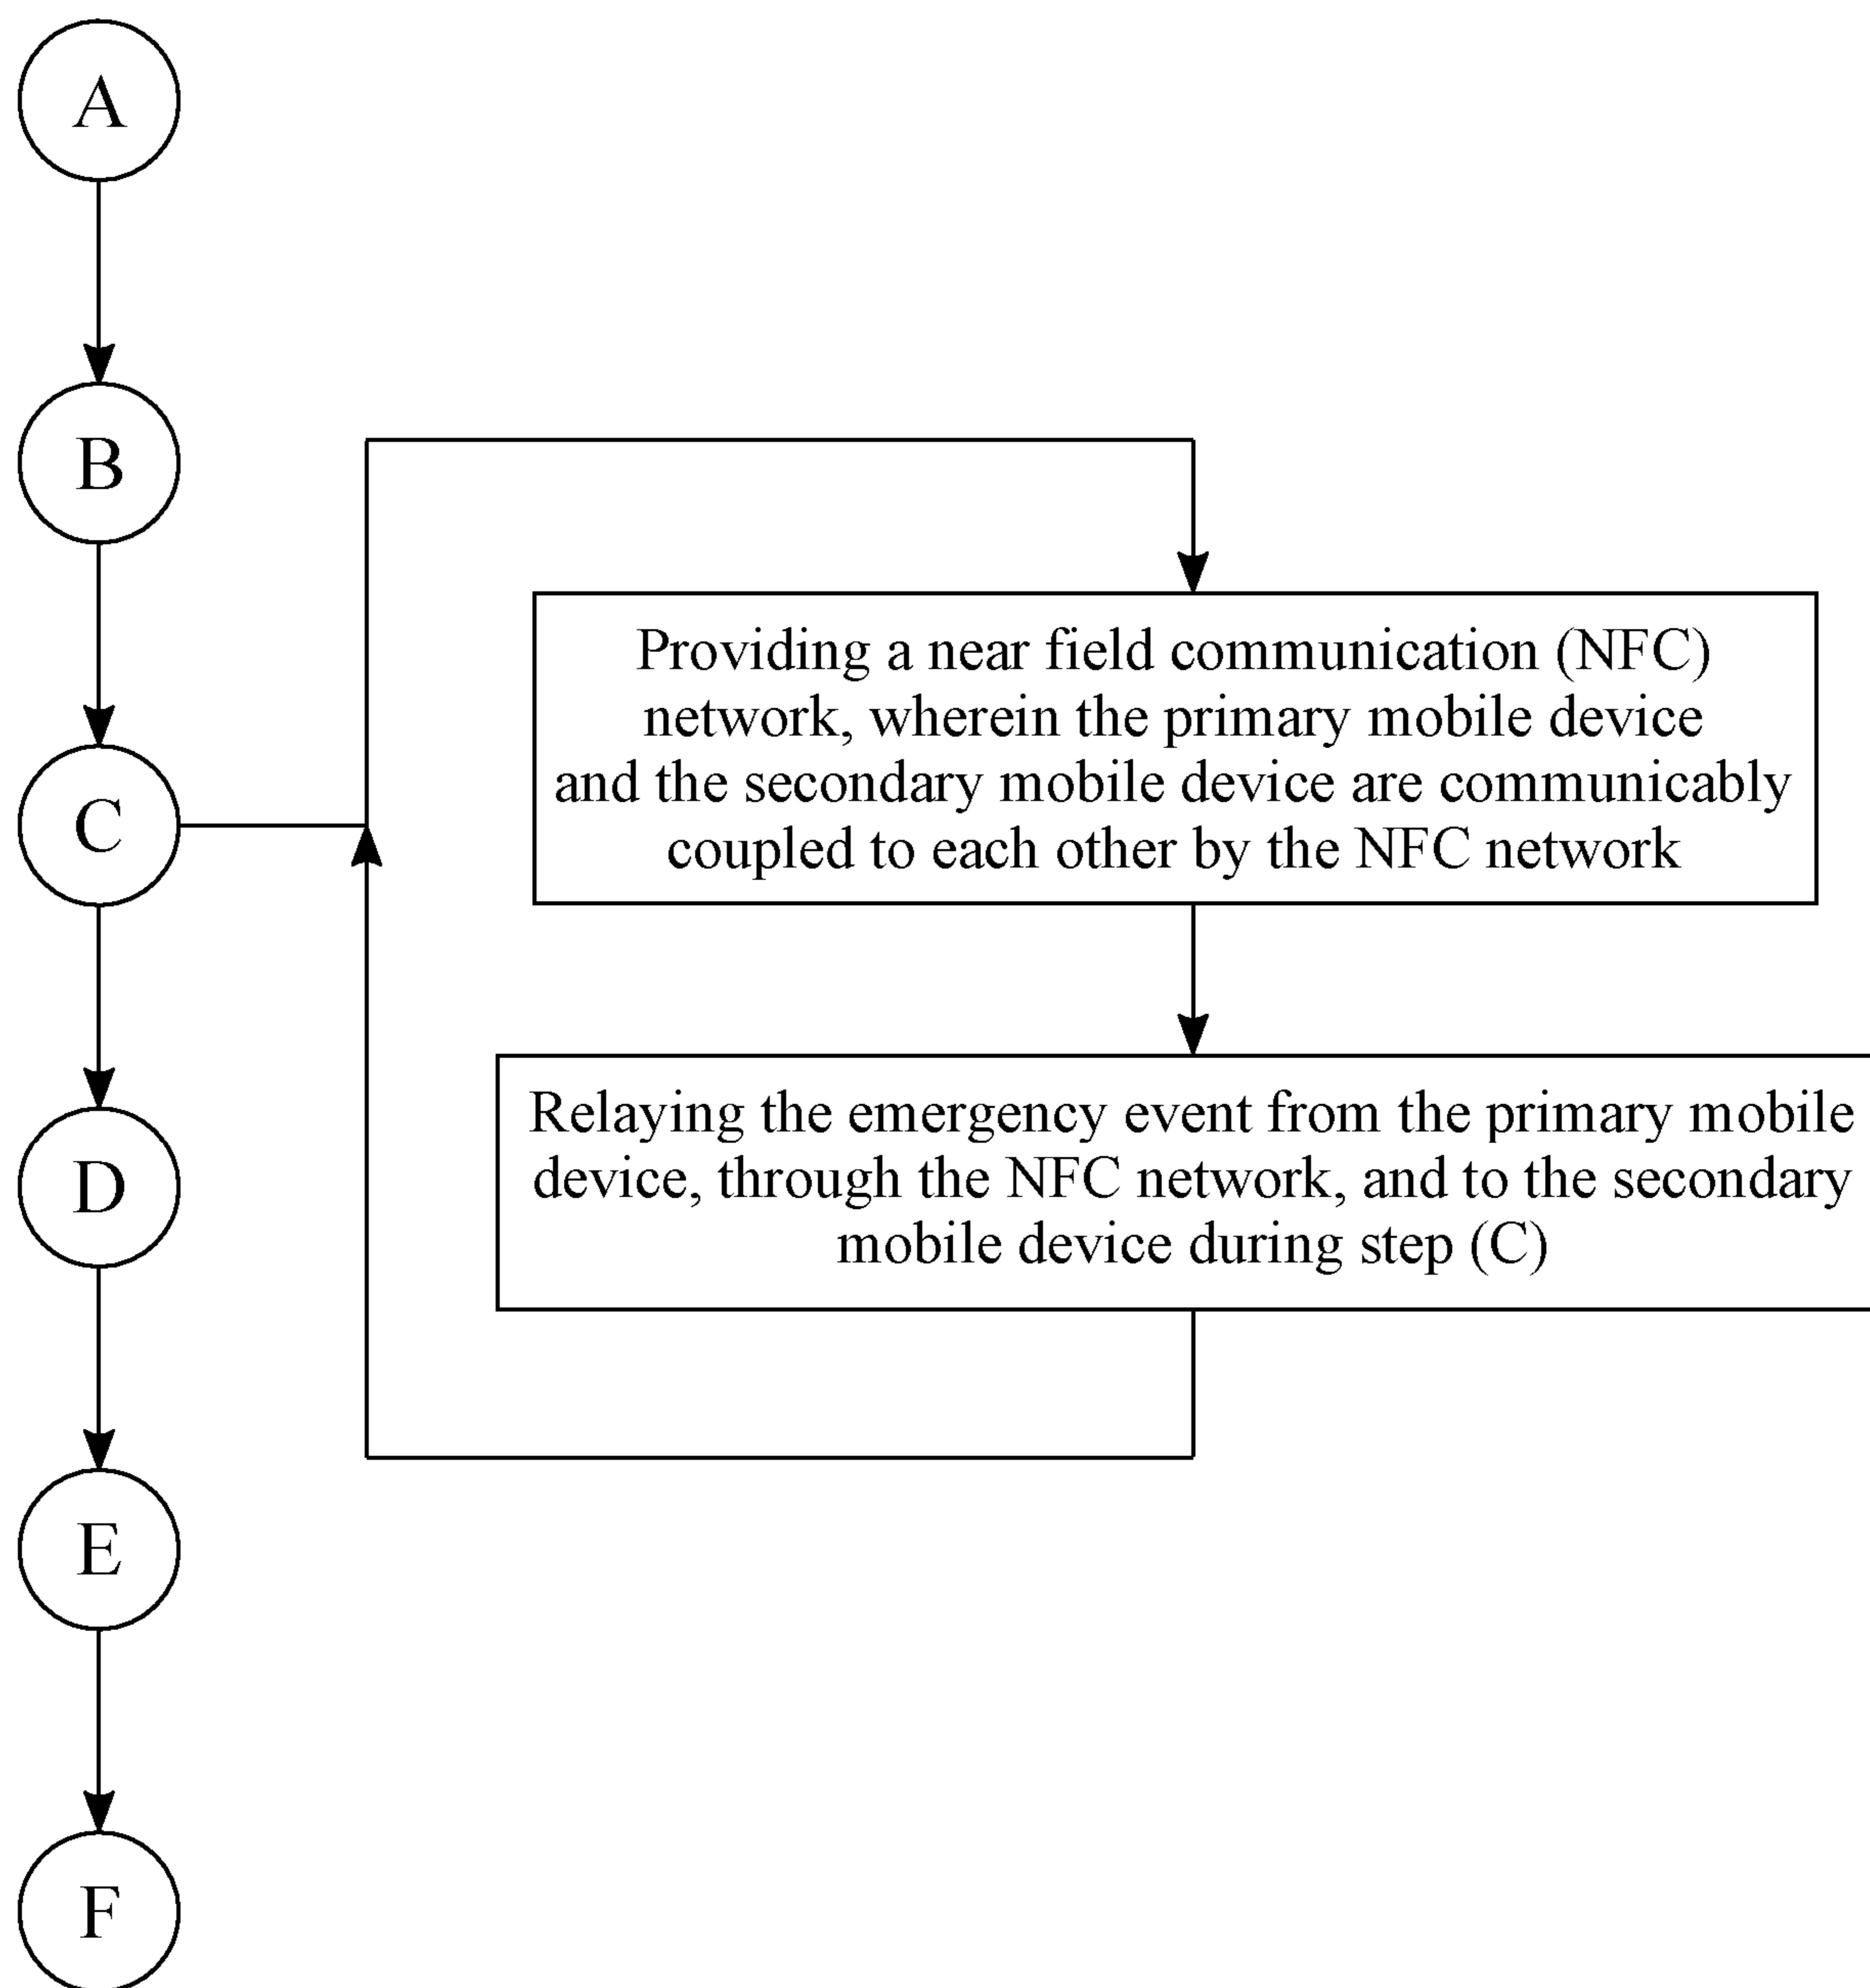 A
B
Providing a near field communication (NFC)
network, wherein the primary mobile device
and the secondary mobile device are communicably
coupled to each other by the NFC network
C
Relaying the emergency event from the primary mobile
device, through the NFC network, and to the secondary
mobile device during step (C)
D
E
F